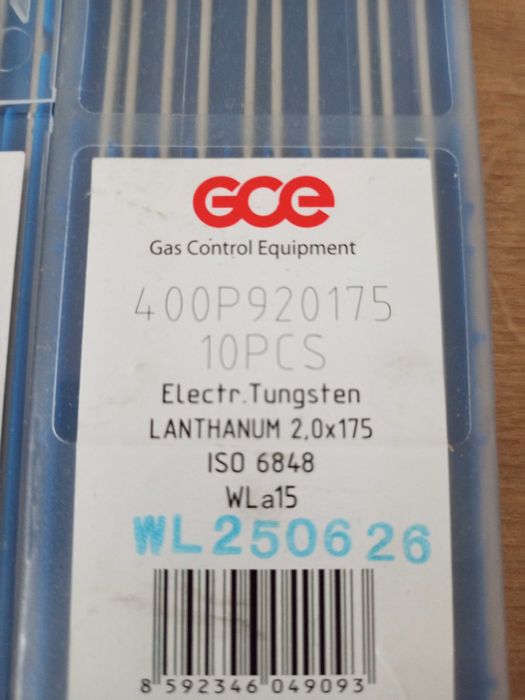 GCE
Gas Control Equipment
400P920175
10PCS
Electr.Tungsten
LANTHANUM 2,0x175
ISO 6848
WLa15
WL250626
8 592346 049093